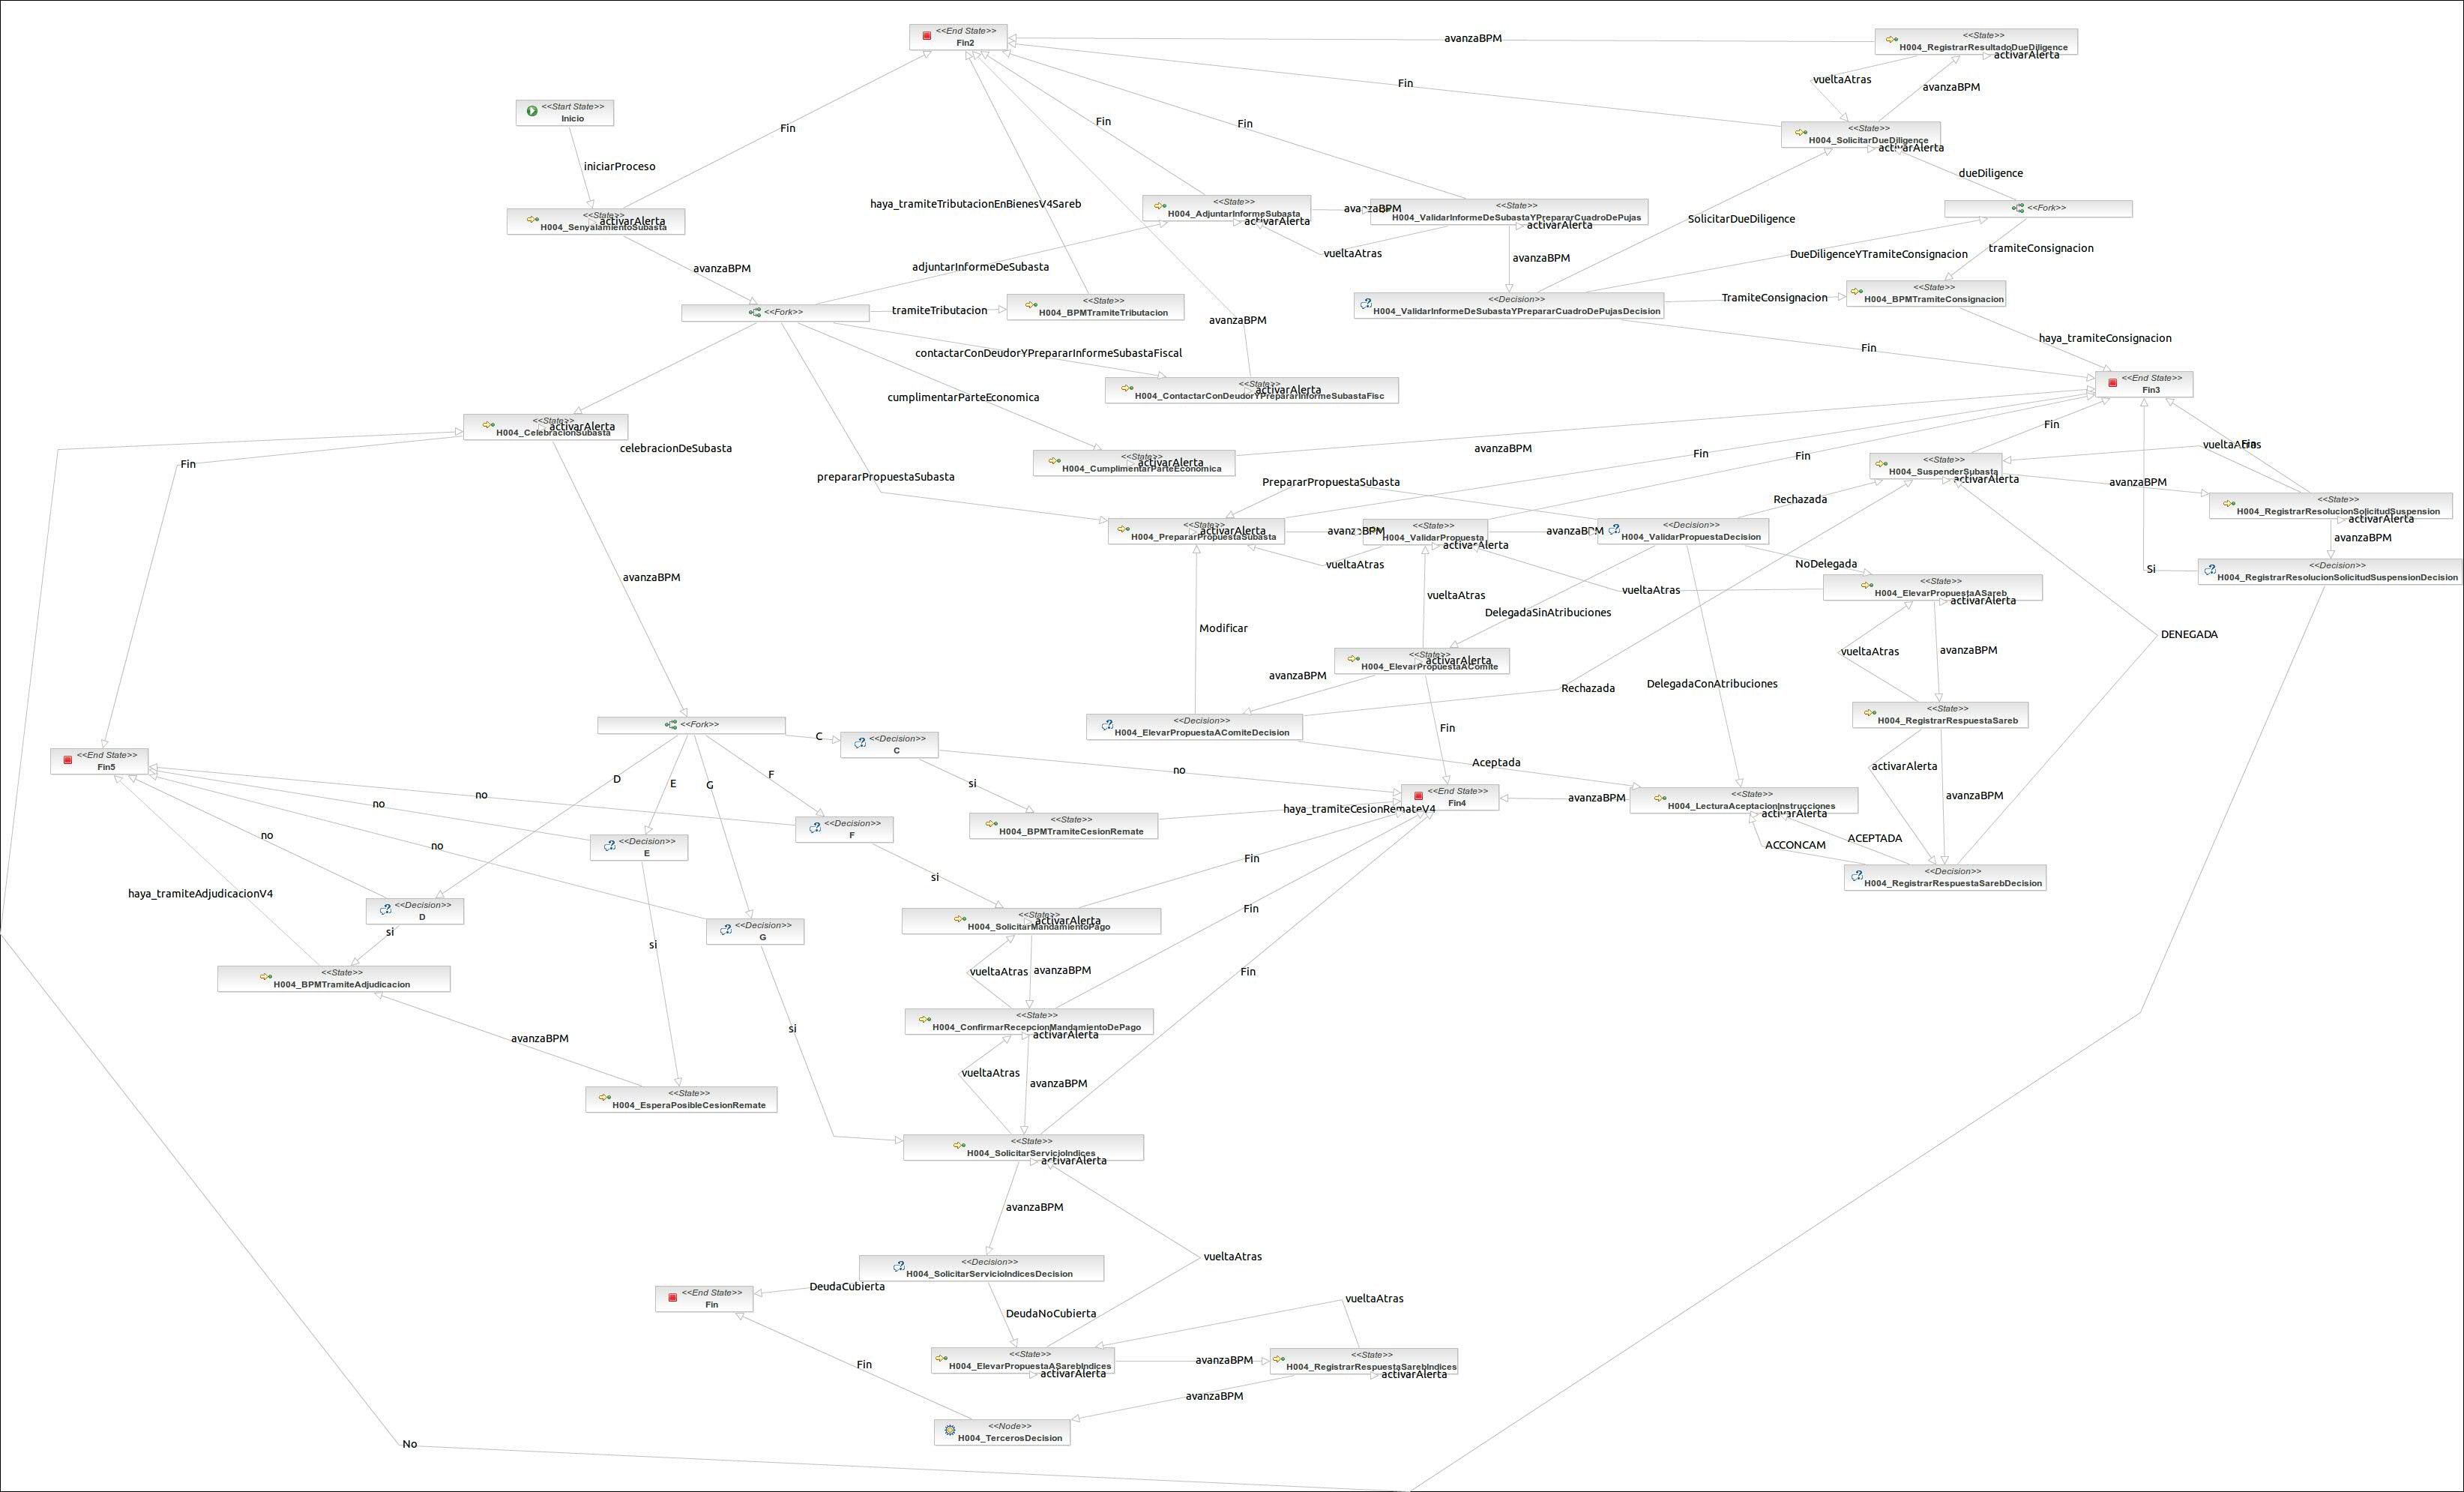 <<End State>>
Fin2
avanzaBPM
<<State>>
H004_RegistrarResultadoDueDiligence
activarAlerta
vueltaAtras
avanzaBPM
Fin
<<Start State>>
Inicio
Fin
Fin
Fin
<<State>>
H004_SolicitarDueDiligence
activarAlerta
iniciarProceso
dueDiligence
<<State>>
activarAlerta
H004_SenyalamientoSubasta
haya_tramiteTributacionEnBienesV4Sareb
<<State>>
H004_AdjuntarInformeSubasta
activarAlerta
avanzaBPM
<<State>>
H004_ValidarInformeDeSubastaYPrepararCuadroDePujas
activarAlerta
SolicitarDueDiligence
<<Fork>>
vueltaAtras
avanzaBPM
DueDiligenceYTramiteConsignacion
tramiteConsignacion
avanzaBPM
adjuntarInformeDeSubasta
<<Fork>>
tramiteTributacion
<<State>>
H004_BPMTramiteTributacion
<<Decision>>
H004_ValidarInformeDeSubastaYPrepararCuadroDePujasDecision
TramiteConsignacion
<<State>>
H004_BPMTramiteConsignacion
avanzaBPM
haya_tramiteConsignacion
Fin
contactarConDeudorYPrepararInformeSubastaFiscal
<<State>>
activarAlerta
H004_ContactarConDeudorYPrepararInformeSubastaFisc
<<End State>>
Fin3
cumplimentarParteEconomica
<<State>>
activarAlerta
H004_CelebracionSubasta
celebracionDeSubasta
avanzaBPM
Fin
Fin
Fin
vueltaAtras
Fin
Fin
<<State>>
activarAlerta
H004_CumplimentarParteEconomica
<<State>>
H004_SuspenderSubasta
activarAlerta
prepararPropuestaSubasta
PrepararPropuestaSubasta
avanzaBPM
Rechazada
<<State>>
H004_RegistrarResolucionSolicitudSuspension
activarAlerta
<<State>>
activarAlerta
H004_PrepararPropuestaSubasta
avanzaBPM
<<State>>
H004_ValidarPropuesta
activarAlerta
avanzaBPM
<<Decision>>
H004_ValidarPropuestaDecision
avanzaBPM
vueltaAtras
NoDelegada
Si
<<Decision>>
H004_RegistrarResolucionSolicitudSuspensionDecision
avanzaBPM
vueltaAtras
vueltaAtras
<<State>>
H004_ElevarPropuestaASareb
activarAlerta
DelegadaSinAtribuciones
Modificar
DENEGADA
vueltaAtras
avanzaBPM
<<State>>
activarAlerta
H004_ElevarPropuestaAComite
avanzaBPM
Rechazada
DelegadaConAtribuciones
<<State>>
H004_RegistrarRespuestaSareb
<<Fork>>
C
<<Decision>>
C
<<Decision>>
H004_ElevarPropuestaAComiteDecision
Fin
<<End State>>
Fin5
no
Aceptada
activarAlerta
D
E
G
F
si
<<End State>>
Fin4
avanzaBPM
<<State>>
H004_LecturaAceptacionInstrucciones
activarAlerta
avanzaBPM
no
no
haya_tramiteCesionRemateV4
<<Decision>>
F
<<State>>
H004_BPMTramiteCesionRemate
no
no
<<Decision>>
E
ACCONCAM
ACEPTADA
Fin
<<Decision>>
H004_RegistrarRespuestaSarebDecision
si
haya_tramiteAdjudicacionV4
<<Decision>>
D
Fin
<<State>>
activarAlerta
H004_SolicitarMandamientoPago
si
<<Decision>>
G
si
<<State>>
H004_BPMTramiteAdjudicacion
vueltaAtras
avanzaBPM
Fin
<<State>>
H004_ConfirmarRecepcionMandamientoDePago
activarAlerta
si
avanzaBPM
vueltaAtras
avanzaBPM
<<State>>
H004_EsperaPosibleCesionRemate
<<State>>
H004_SolicitarServicioIndices
activarAlerta
avanzaBPM
vueltaAtras
<<Decision>>
H004_SolicitarServicioIndicesDecision
DeudaCubierta
<<End State>>
Fin
DeudaNoCubierta
vueltaAtras
<<State>>
H004_ElevarPropuestaASarebIndices
activarAlerta
avanzaBPM
<<State>>
H004_RegistrarRespuestaSarebIndices
activarAlerta
Fin
avanzaBPM
<<Node>>
H004_TercerosDecision
No